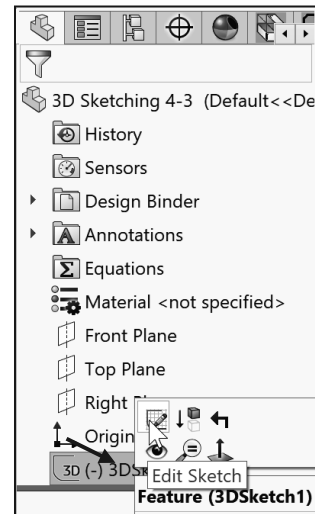 3D Sketching 4-3 (Default<<De
History
Sensors
Design Binder
Annotations
Equations
Material <not specified>
Front Plane
Top Plane
Right Pl
Origin
3D (-) 3DSk
Edit Sketch
Feature (3DSketch1)